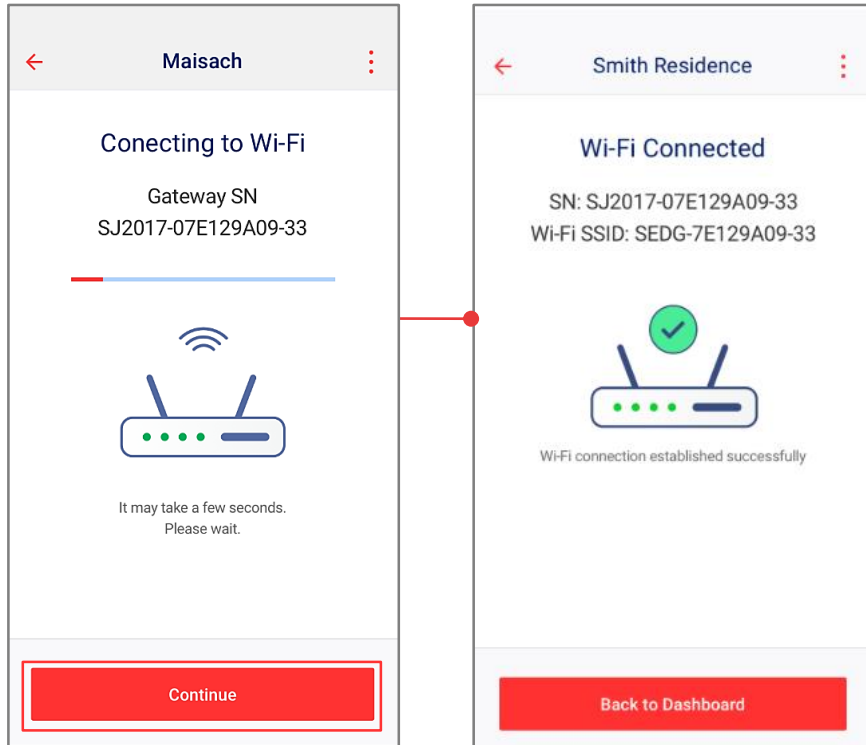 Maisach
Conecting to Wi-Fi
Gateway SN
SJ2017-07E129A09-33
It may take a few seconds.
Please wait.
Continue
Smith Residence
Wi-Fi Connected
SN: SJ2017-07E129A09-33
Wi-Fi SSID: SEDG-7E129A09-33
Wi-Fi connection established successfully
Back to Dashboard